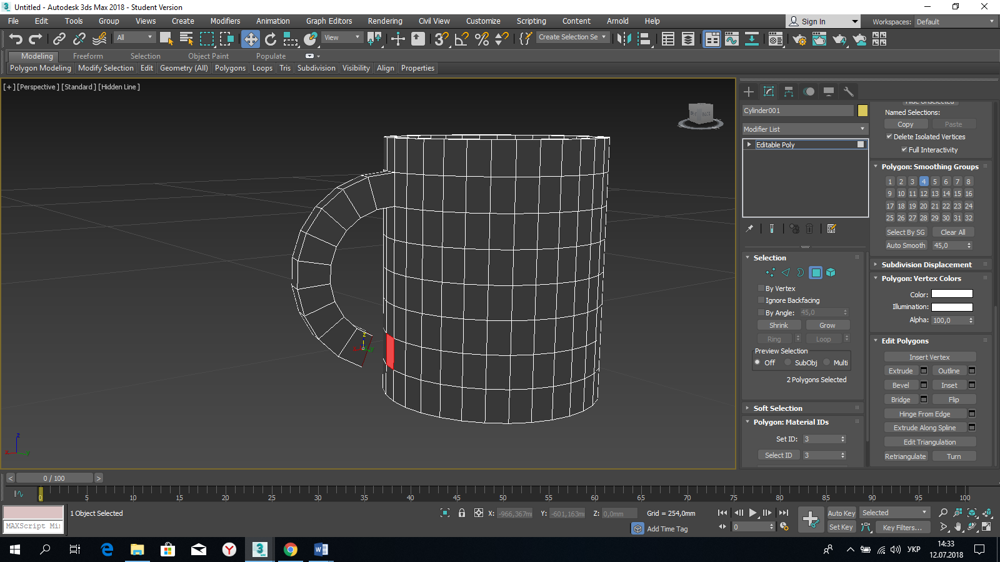 Untitled - Autodesk 3ds Max 2018 - Student Version
File Edit Tools Group Views Create Modifiers Animation Graph Editors Rendering Civil View Customize Scripting Content Arnold Help
Sign In
Workspaces: Default
All
View
Create Selection Se
Modeling Freeform Selection Object Paint Populate
Polygon Modeling Modify Selection Edit Geometry (All) Polygons Loops Tris Subdivision Visibility Align Properties
[+] [Perspective ] [Standard ] [Hidden Line ]
z
y
z
x
y
Cylinder001
Modifier List
Editable Poly
Selection
By Vertex
Ignore Backfacing
By Angle: 45,0
Shrink Grow
Ring Loop
Preview Selection
Off SubObj Multi
2 Polygons Selected
Soft Selection
Polygon: Material IDs
Set ID: 3
Select ID 3
Hide Unselected
Named Selections:
Copy Paste
Delete Isolated Vertices
Full Interactivity
Polygon: Smoothing Groups
1 2 3 4 5 6 7 8
9 10 11 12 13 14 15 16
17 18 19 20 21 22 23 24
25 26 27 28 29 30 31 32
Select By SG Clear All
Auto Smooth 45,0
Subdivision Displacement
Polygon: Vertex Colors
Color:
Illumination:
Alpha: 100,0
Edit Polygons
Insert Vertex
Extrude Outline
Bevel Inset
Bridge Flip
Hinge From Edge
Extrude Along Spline
Edit Triangulation
Retriangulate Turn
< 0 / 100 >
0 5 10 15 20 25 30 35 40 45 50 55 60 65 70 75 80 85 90 95 100
1 Object Selected
X: -966,367m Y: -601,163m Z: 0,0mm
Grid = 254,0mm
Add Time Tag
0
Auto Key Selected
Set Key Key Filters...
MAXScript Mi
УКР
14:33
12.07.2018